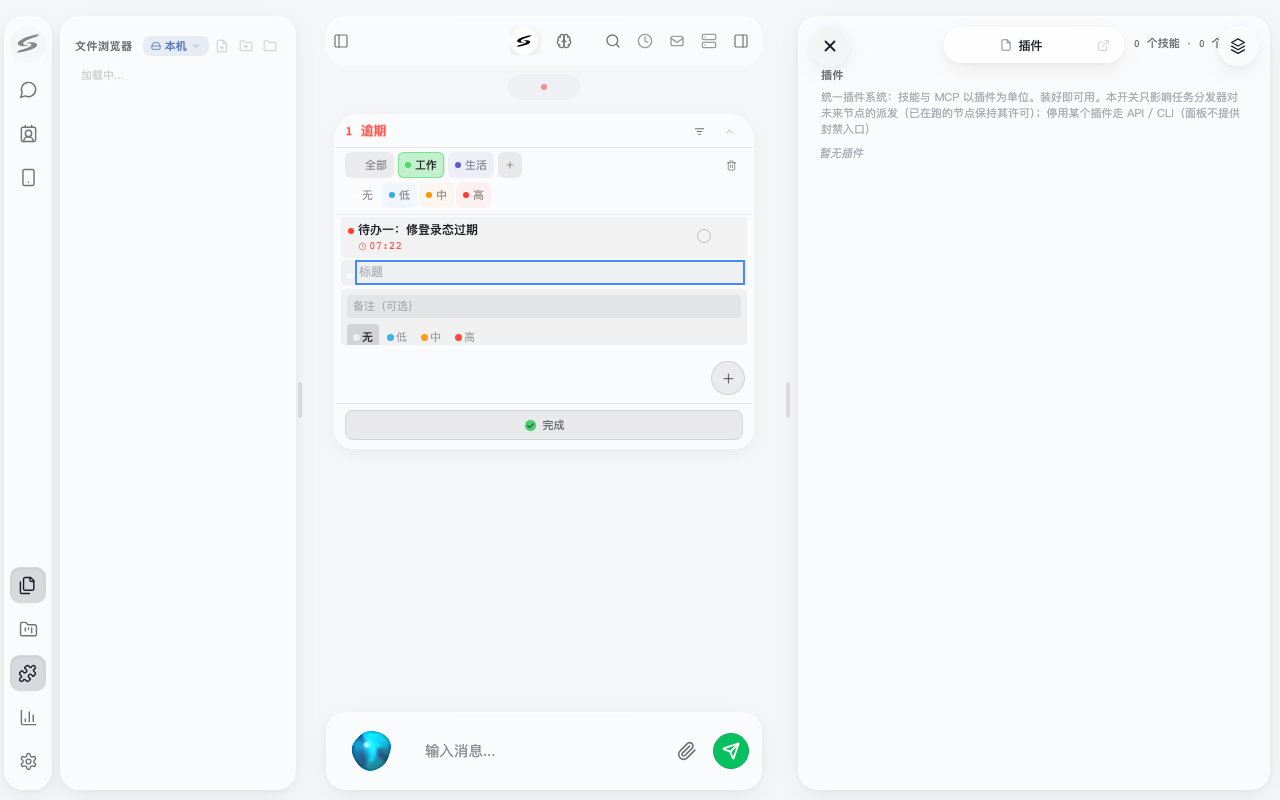 文件浏览器
本机
加载中...
1 逾期
全部
工作
生活
+
无
低
中
高
待办一：修登录态过期
07:22
标题
备注（可选）
无
低
中
高
完成
输入消息...
插件
0 个技能 · 0 个
插件
统一插件系统：技能与 MCP 以插件为单位。装好即可用。本开关只影响任务分发器对
未来节点的派发（已在跑的节点保持其许可）；停用某个插件走 API / CLI（面板不提供
封禁入口）
暂无插件